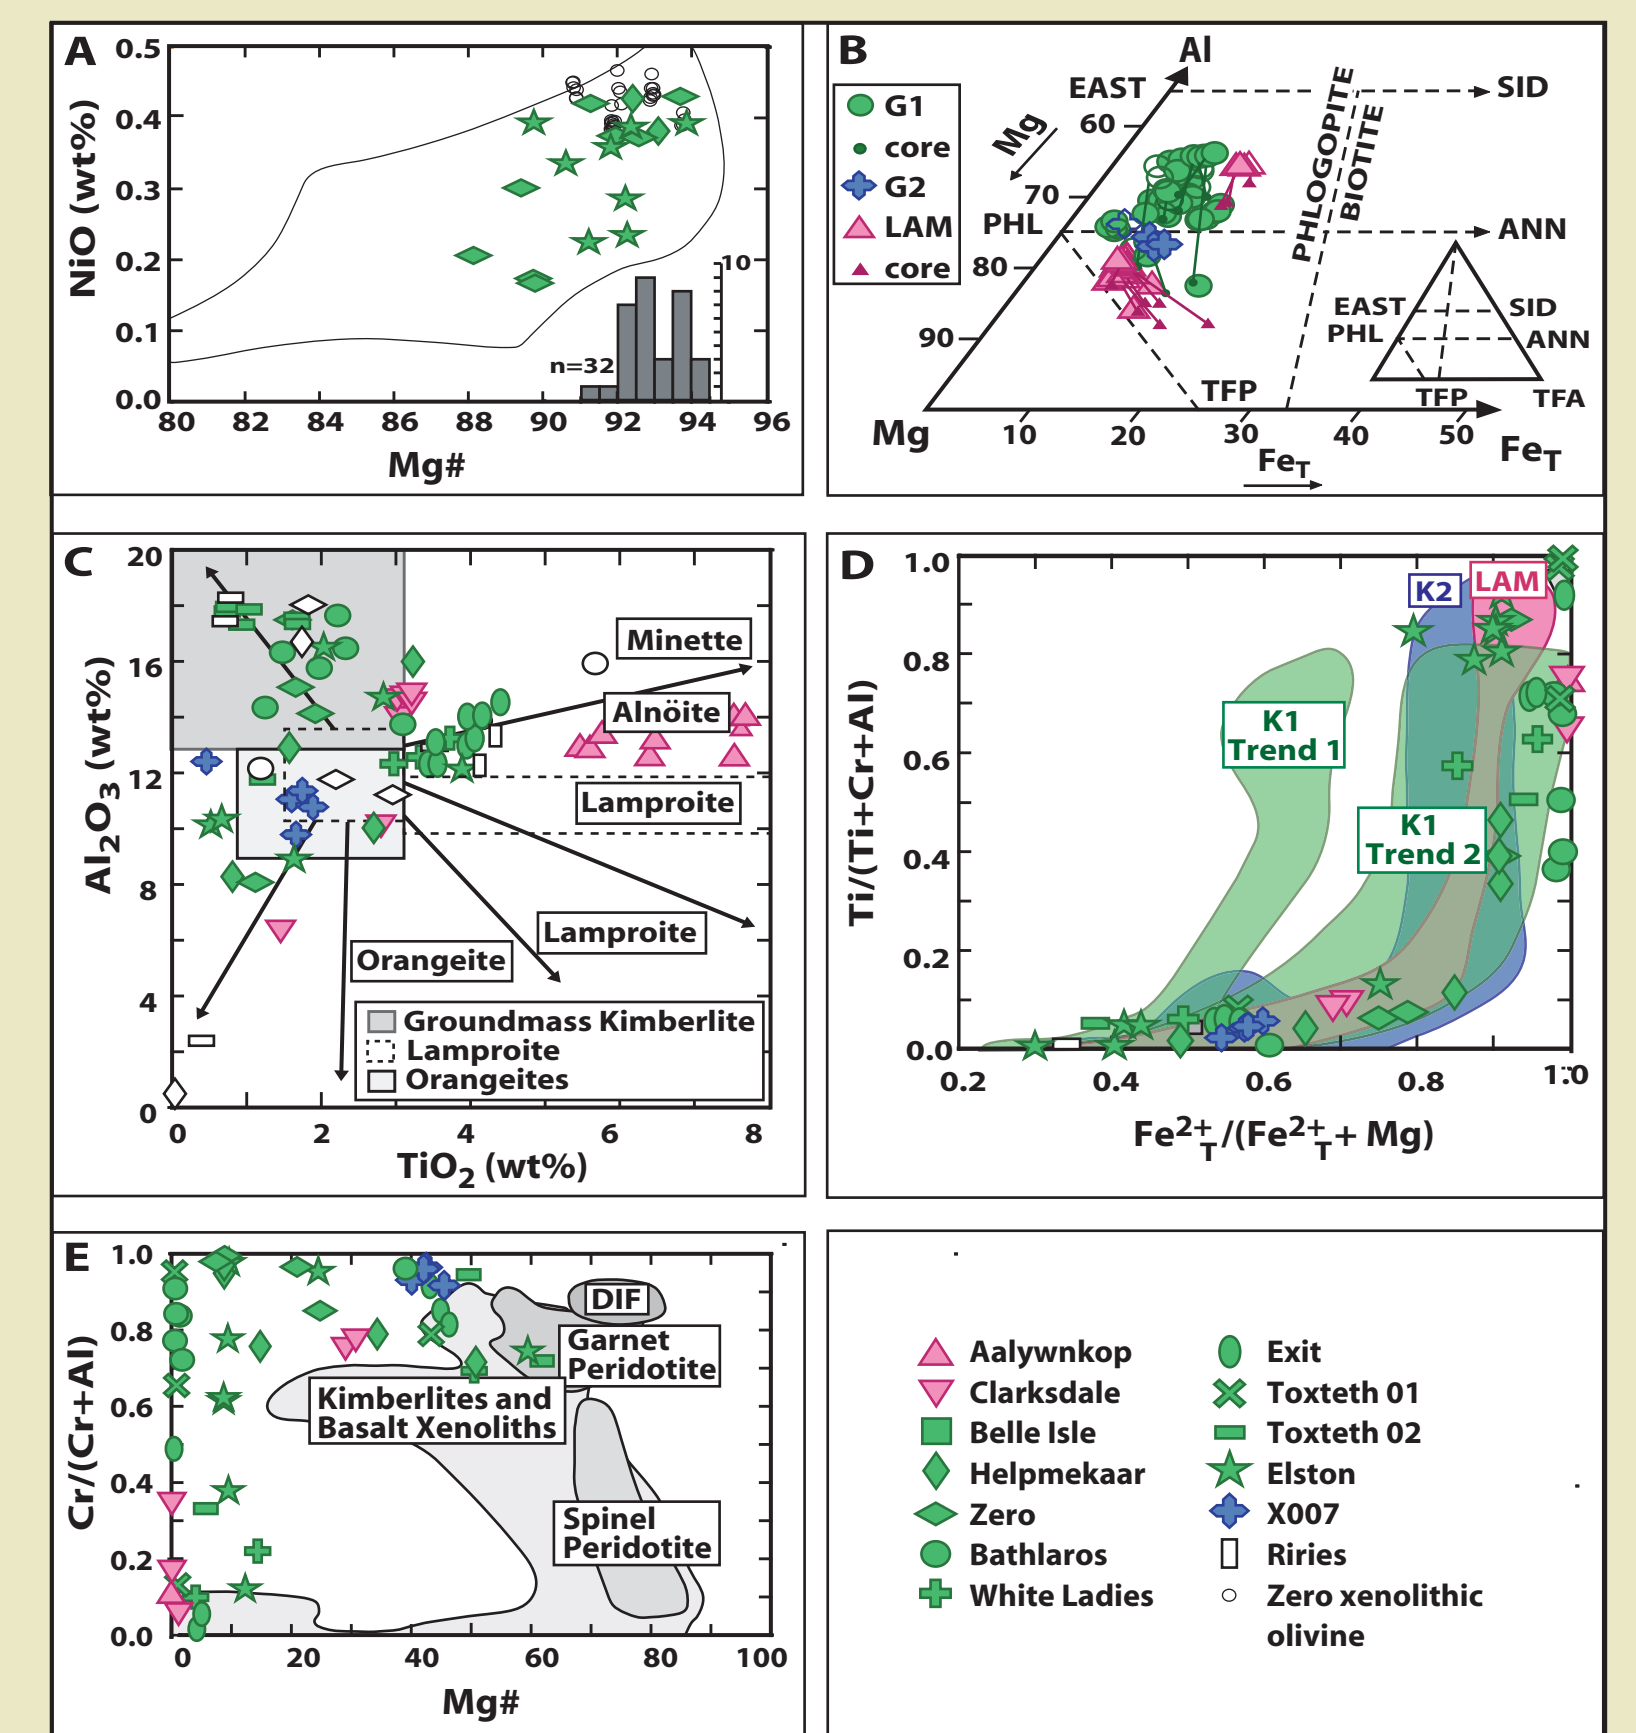 A
NiO (wt%)
0.5
0.4
0.3
0.2
0.1
0.0
80 82 84 86 88 90 92 94 96
Mg#
n=32
10
B
G1
core
G2
LAM
core
Al
EAST
SID
60
Mg
70
PHL
ANN
80
90
PHLOGOPITE
BIOTITE
TFP
Mg
10 20 30 40 50
FeT
FeT
EAST
SID
PHL
ANN
TFP
TFA
C
Al2O3 (wt%)
20
16
12
8
4
0
0 2 4 6 8
TiO2 (wt%)
Minette
Alnöite
Lamproite
Lamproite
Orangeite
Groundmass Kimberlite
Lamproite
Orangeites
D
Ti/(Ti+Cr+Al)
1.0
0.8
0.6
0.4
0.2
0.0
0.2 0.4 0.6 0.8 1.0
Fe2+T/(Fe2+T+ Mg)
K2
LAM
K1
Trend 1
K1
Trend 2
E
Cr/(Cr+Al)
1.0
0.8
0.6
0.4
0.2
0.0
0 20 40 60 80 100
Mg#
DIF
Garnet
Peridotite
Kimberlites and
Basalt Xenoliths
Spinel
Peridotite
Aalywnkop
Clarksdale
Belle Isle
Helpmekaar
Zero
Bathlaros
White Ladies
Exit
Toxteth 01
Toxteth 02
Elston
X007
Riries
Zero xenolithic
olivine